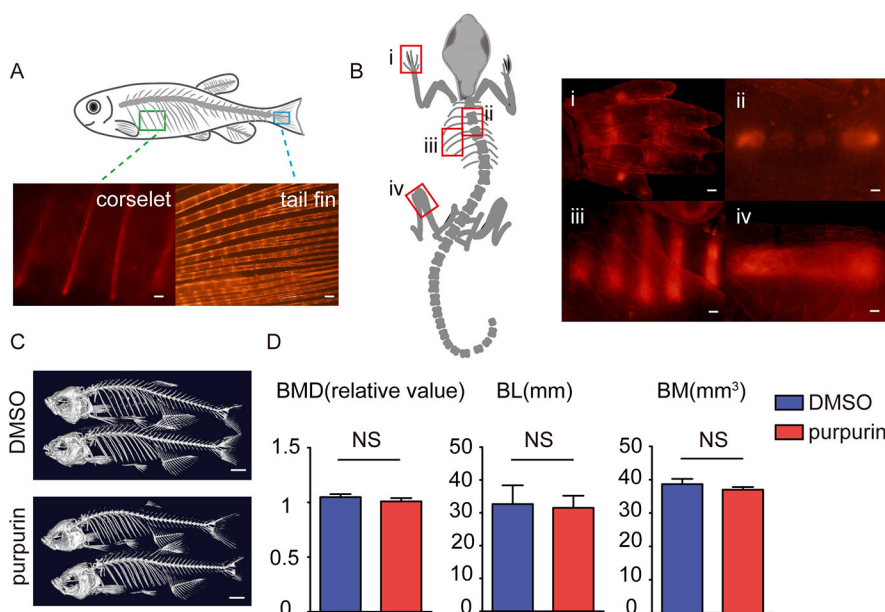 A
corselet
tail fin
B
i
ii
iii
iv
i
ii
iii
iv
C
DMSO
purpurin
D
BMD(relative value)
BL(mm)
BM(mm³)
DMSO
purpurin
NS
NS
NS
1.5
1
0.5
0
50
40
30
20
10
0
50
40
30
20
10
0